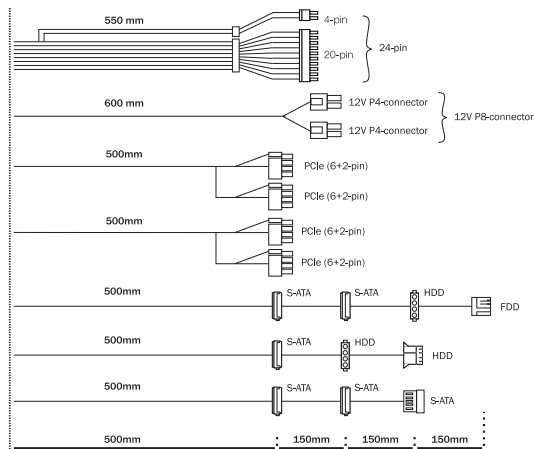 550 mm
4-pin
20-pin
24-pin
600 mm
12V P4-connector
12V P4-connector
12V P8-connector
500mm
PCIe (6+2-pin)
PCIe (6+2-pin)
500mm
PCIe (6+2-pin)
PCIe (6+2-pin)
500mm
S-ATA
S-ATA
HDD
FDD
500mm
S-ATA
HDD
HDD
500mm
S-ATA
S-ATA
S-ATA
500mm
150mm
150mm
150mm